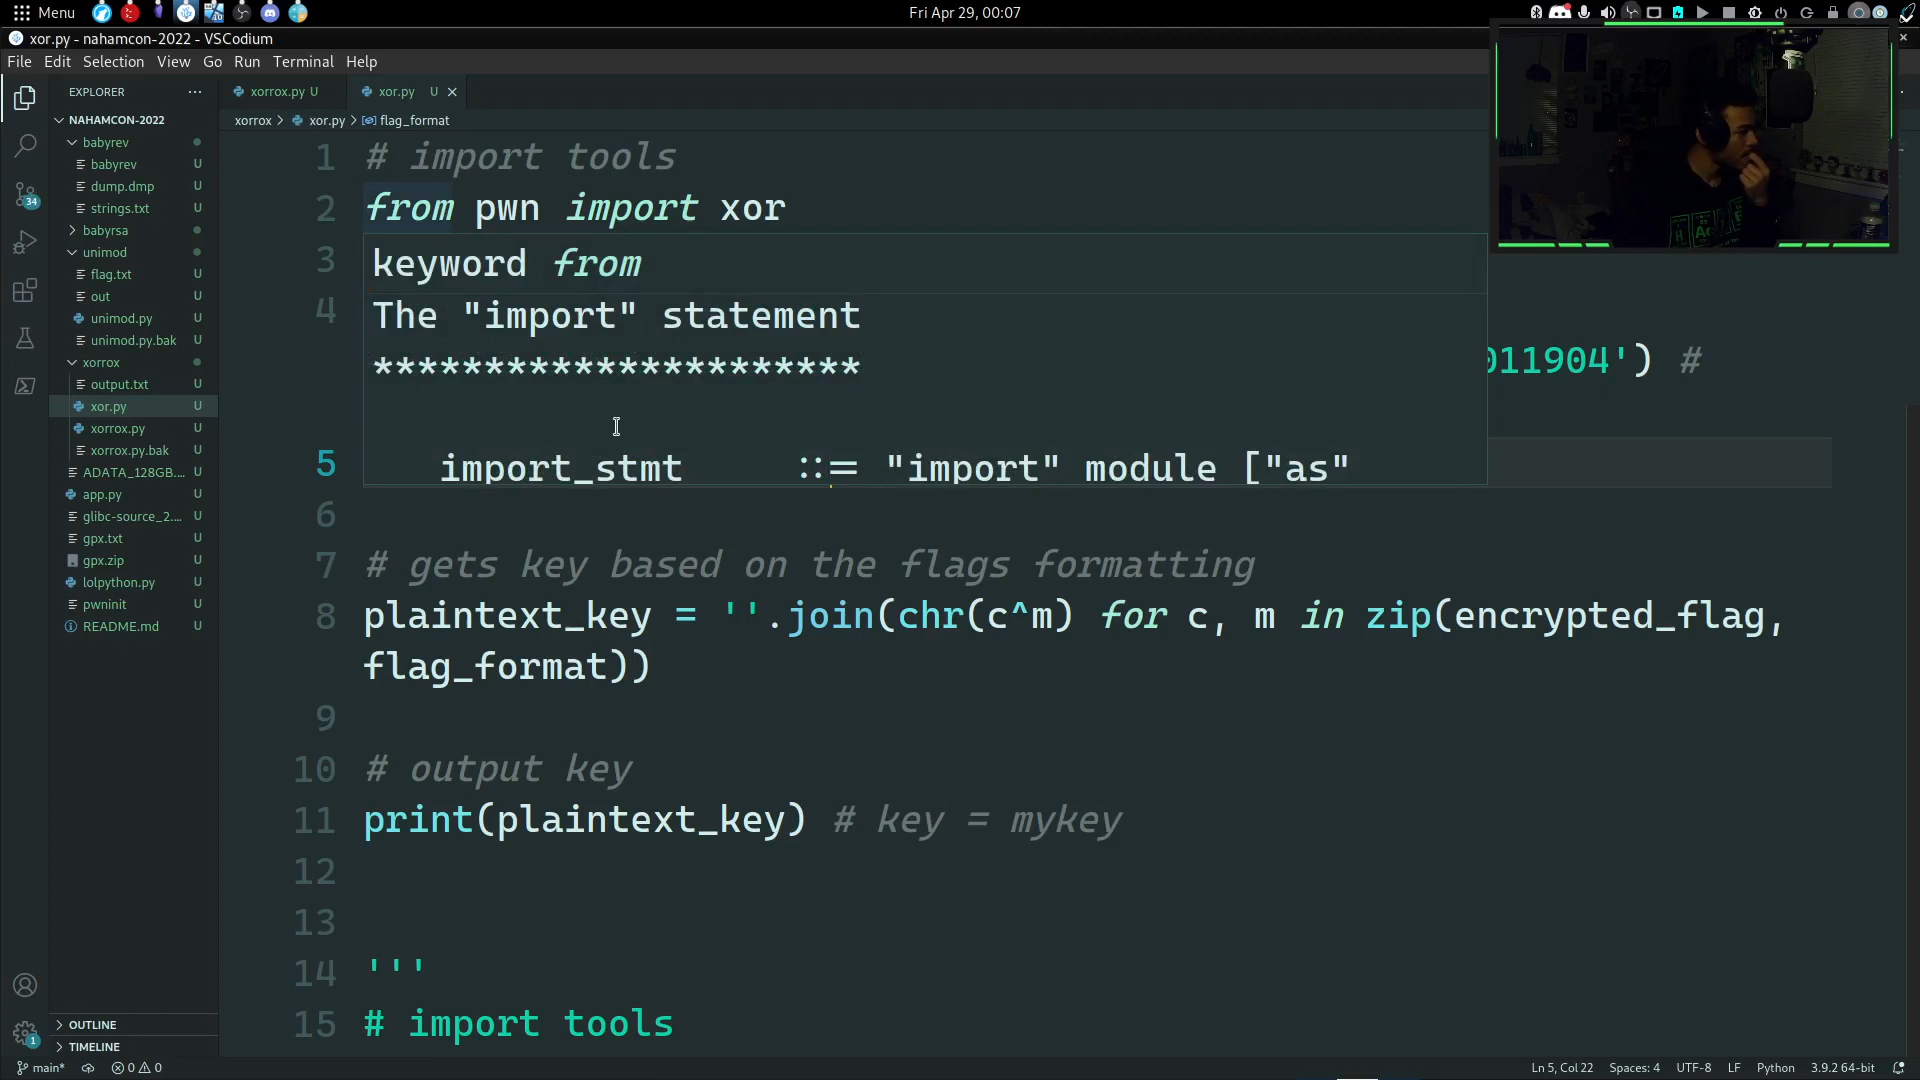 Menu
Fri Apr 29, 00:07
xor.py - nahamcon-2022 - VSCodium
File Edit Selection View Go Run Terminal Help
EXPLORER
xorrox.py U
xor.py U
xorrox > xor.py > flag_format
NAHAMCON-2022
babyrev
babyrev U
dump.dmp U
strings.txt U
babyrsa
unimod
flag.txt U
out U
unimod.py U
unimod.py.bak U
xorrox
output.txt U
xor.py U
xorrox.py U
xorrox.py.bak U
ADATA_128GB.... U
app.py U
glibc-source_2.... U
gpx.txt U
gpx.zip U
lolpython.py U
pwninit U
README.md U
OUTLINE
TIMELINE
34
1
1 # import tools
2 from pwn import xor
3
keyword from
4
The "import" statement
**********************
011904') #
import_stmt ::= "import" module ["as"
5
6
7 # gets key based on the flags formatting
8 plaintext_key = ''.join(chr(c^m) for c, m in zip(encrypted_flag,
flag_format))
9
10 # output key
11 print(plaintext_key) # key = mykey
12
13
14 '''
15 # import tools
main* 0 0
Ln 5, Col 22 Spaces: 4 UTF-8 LF Python 3.9.2 64-bit